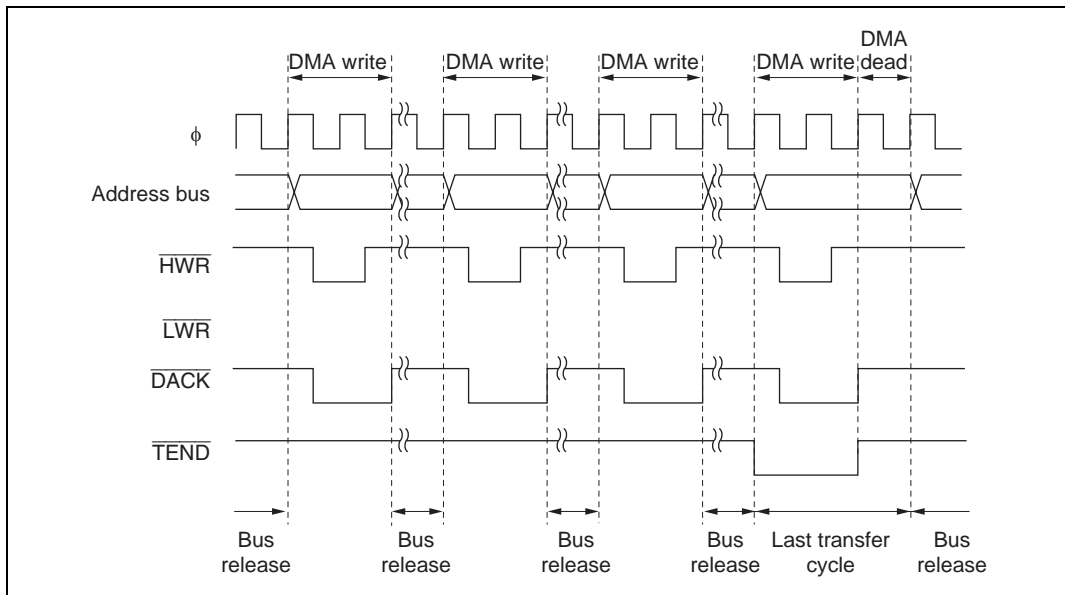 DMA
DMA write DMA write DMA write DMA write dead
ϕ
Address bus
HWR
LWR
DACK
TEND
Bus release
Bus release
Bus release
Bus release
Last transfer cycle
Bus release